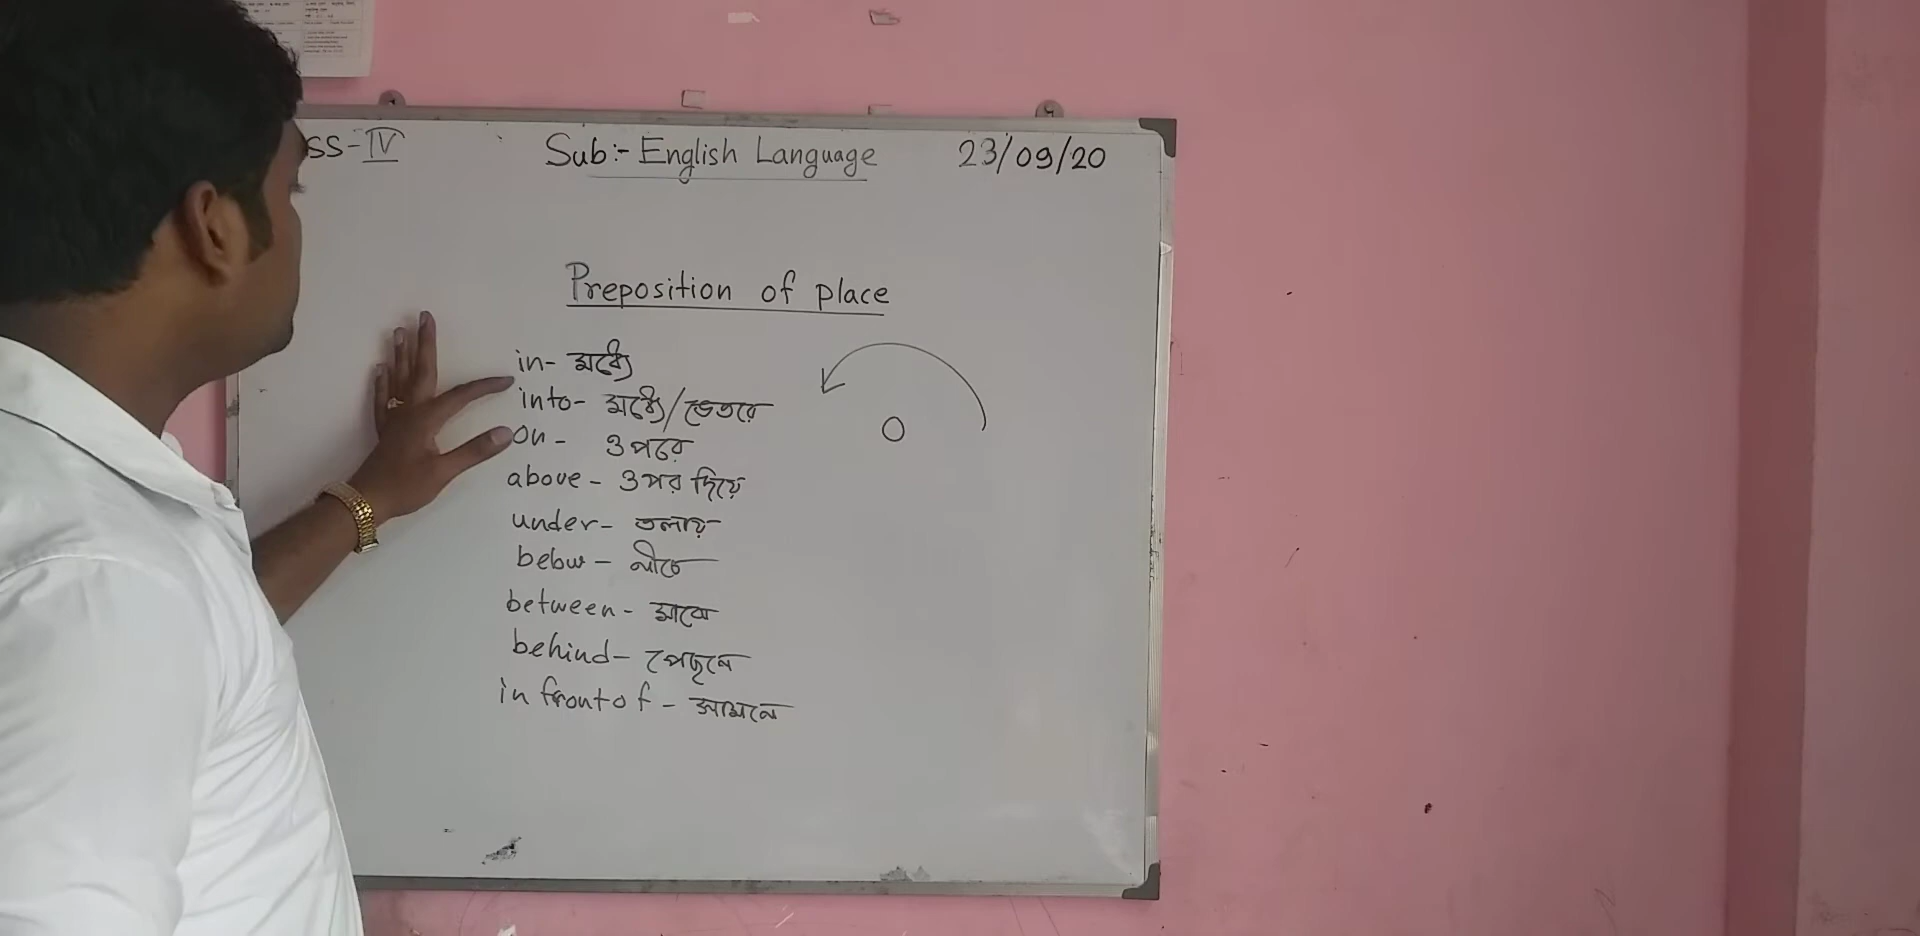 ss-IV Sub:- English Language 23/09/20
Preposition of place
in- মধ্যে
into- মধ্যে/ভেতরে
on- ওপরে
above- ওপর দিয়ে
under- তলায়
below- নীচে
between- মাঝে
behind- পেছনে
in front of- সামনে